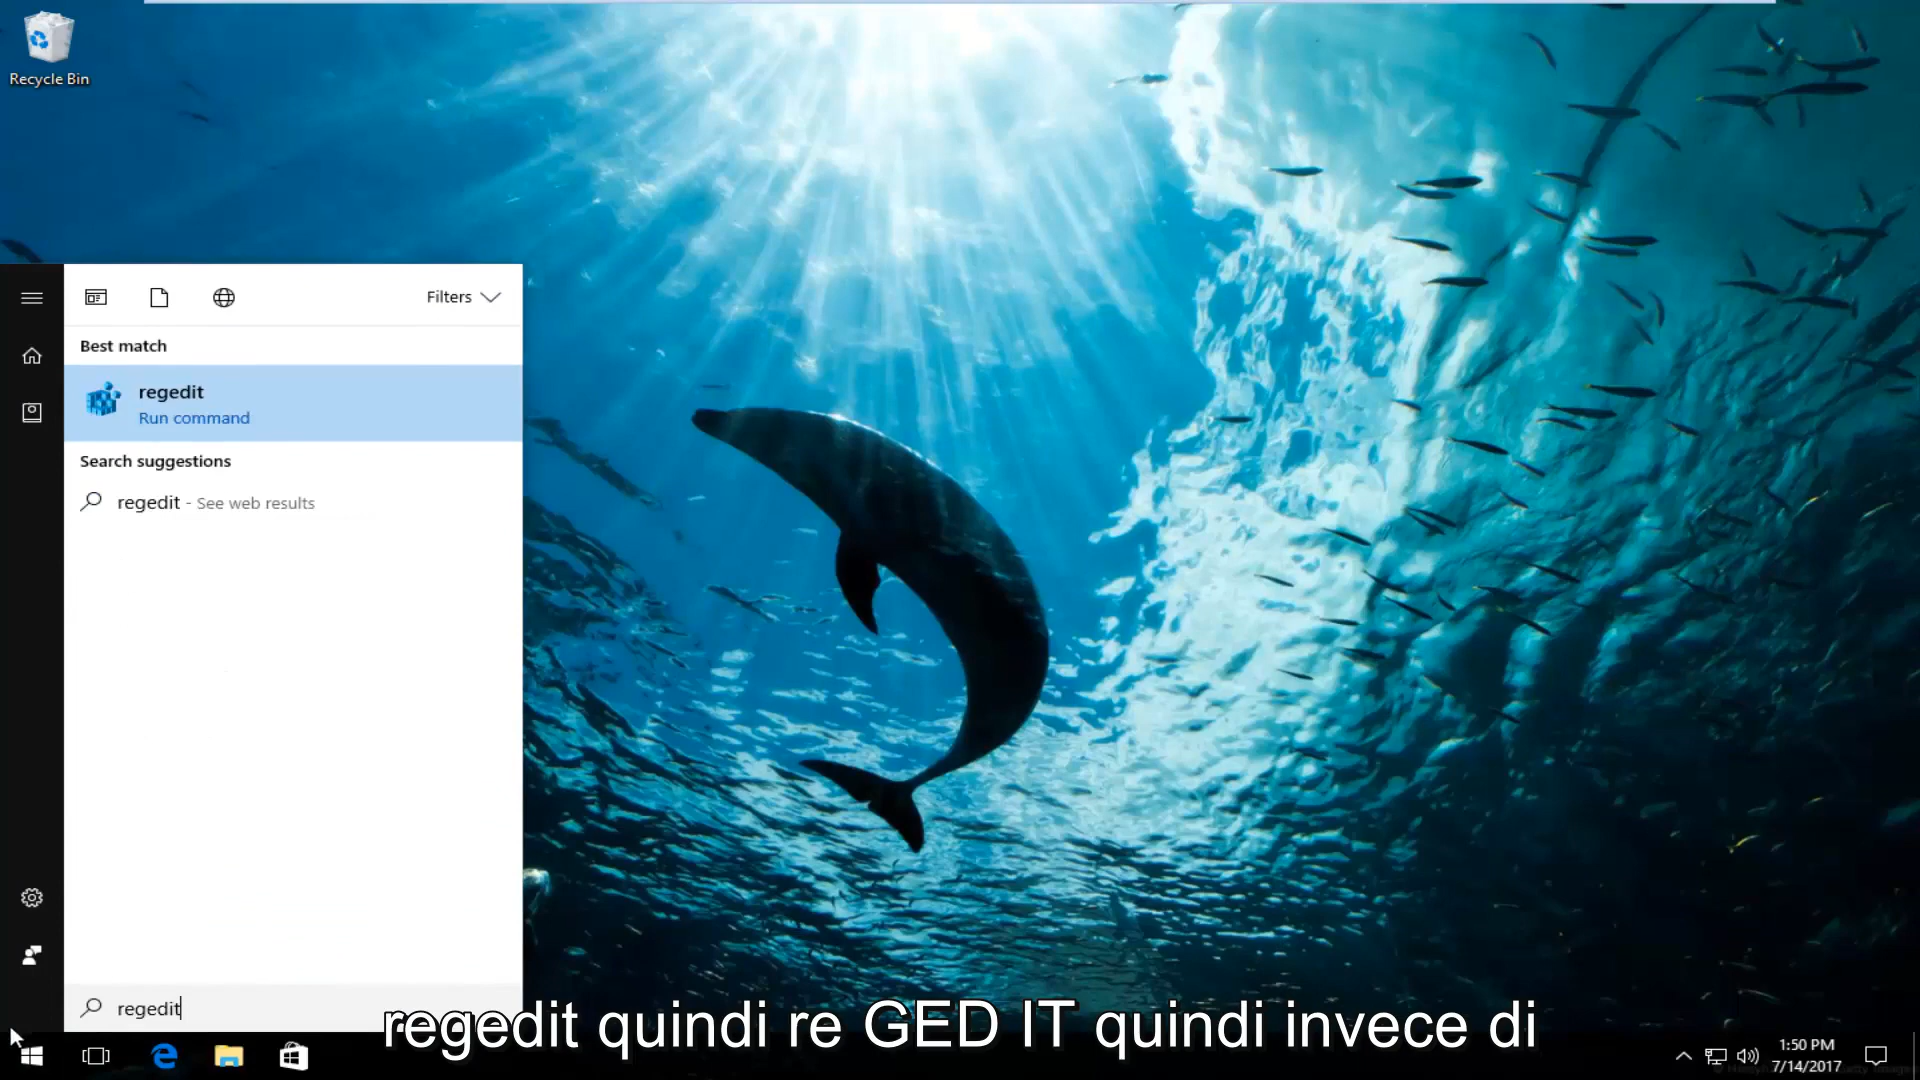 Recycle Bin
Filters
Best match
regedit
Run command
Search suggestions
regedit - See web results
regedit
regedit quindi re GED IT quindi invece di
1:50 PM
7/14/2017